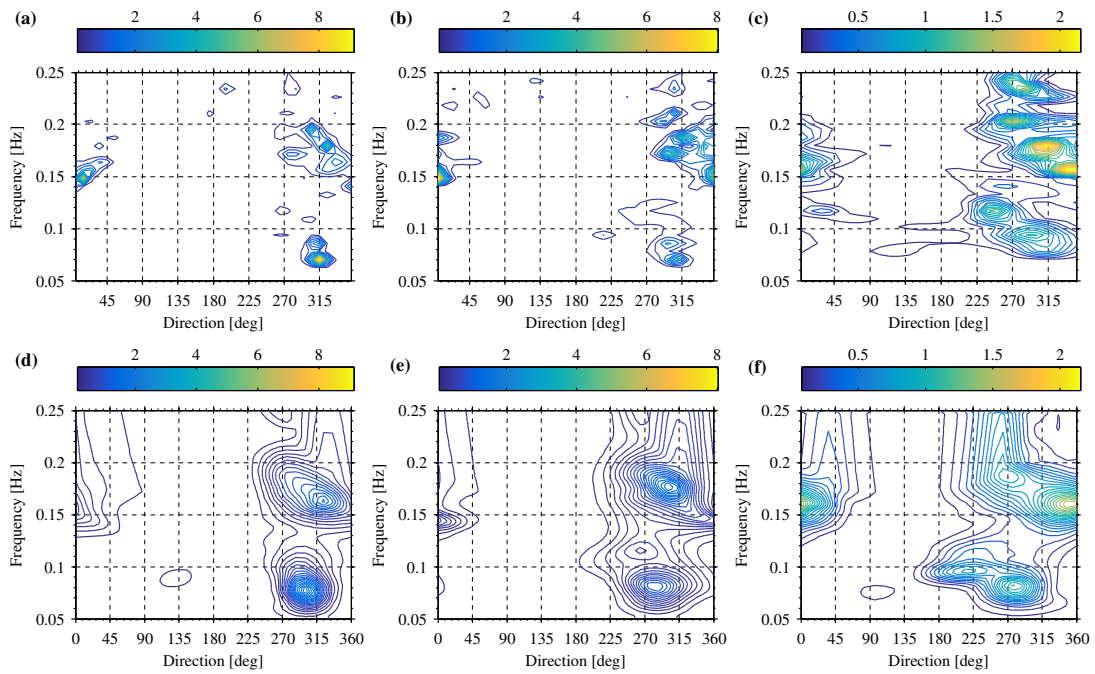 (a) 2 4 6 8
(b) 2 4 6 8
(c) 0.5 1 1.5 2
0.25
0.2
0.15
0.1
0.05
Frequency [Hz]
45 90 135 180 225 270 315
Direction [deg]
0.25
0.2
0.15
0.1
0.05
Frequency [Hz]
45 90 135 180 225 270 315
Direction [deg]
0.25
0.2
0.15
0.1
0.05
Frequency [Hz]
45 90 135 180 225 270 315
Direction [deg]
(d) 2 4 6 8
(e) 2 4 6 8
(f) 0.5 1 1.5 2
0.25
0.2
0.15
0.1
0.05
Frequency [Hz]
0 45 90 135 180 225 270 315 360
Direction [deg]
0.25
0.2
0.15
0.1
0.05
Frequency [Hz]
0 45 90 135 180 225 270 315 360
Direction [deg]
0.25
0.2
0.15
0.1
0.05
Frequency [Hz]
0 45 90 135 180 225 270 315 360
Direction [deg]